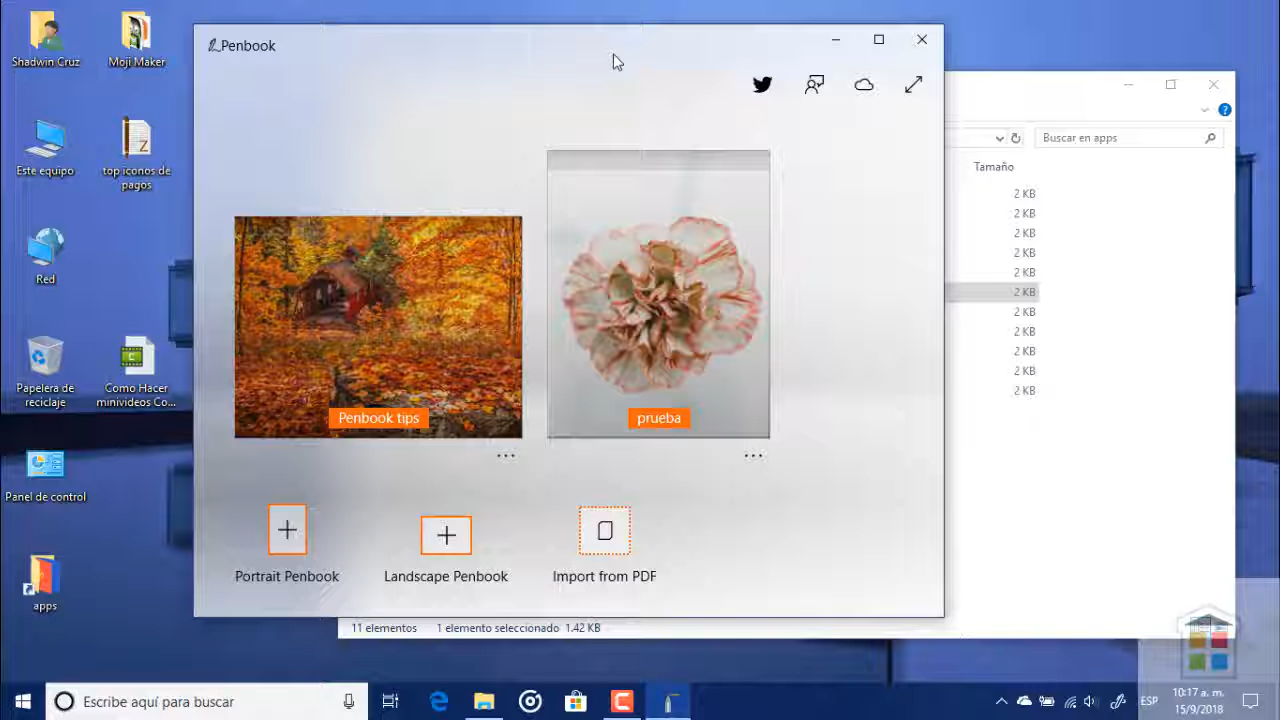 Shadwin Cruz
Moji Maker
Este equipo
top iconos de
pagos
Red
Papelera de
reciclaje
Como Hacer
minivideos Co...
Panel de control
apps
Penbook
Penbook tips
prueba
Portrait Penbook
Landscape Penbook
Import from PDF
Buscar en apps
Tamaño
2 KB
2 KB
2 KB
2 KB
2 KB
2 KB
2 KB
2 KB
2 KB
2 KB
2 KB
11 elementos 1 elemento seleccionado 1.42 KB
Escribe aquí para buscar
ESP
10:17 a. m.
15/9/2018